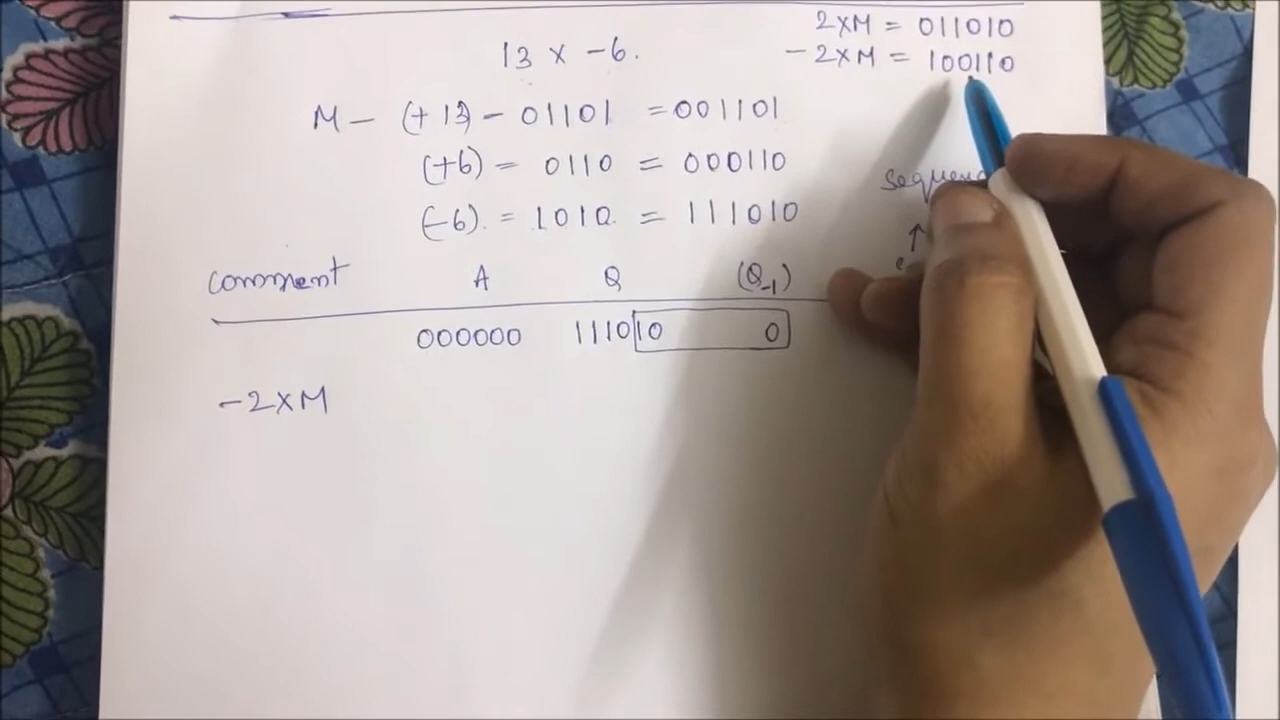 2XM = 011010
13 X -6.
- 2XM = 100110
M - (+ 13) - 01101 = 001101
(+6) = 0110 = 000110
(-6). = 1010. = 111010
comment A Q (Q-1)
000000 111010 0
-2XM